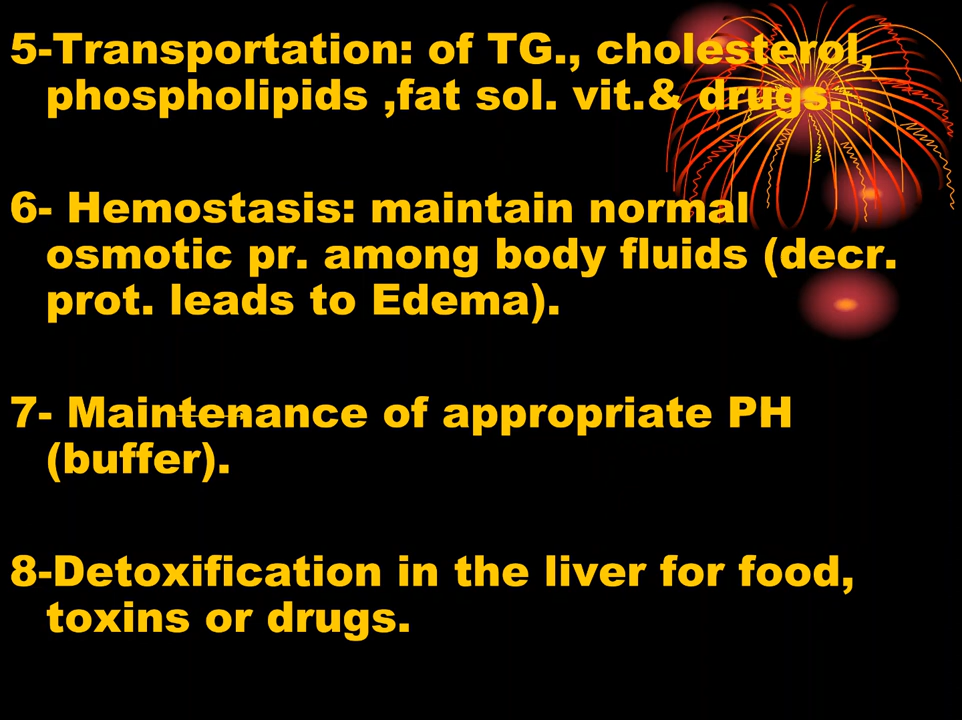 5-Transportation: of TG., cholesterol,
phospholipids ,fat sol. vit.& drugs.
6- Hemostasis: maintain normal
osmotic pr. among body fluids (decr.
prot. leads to Edema).
7- Maintenance of appropriate PH
(buffer).
8-Detoxification in the liver for food,
toxins or drugs.